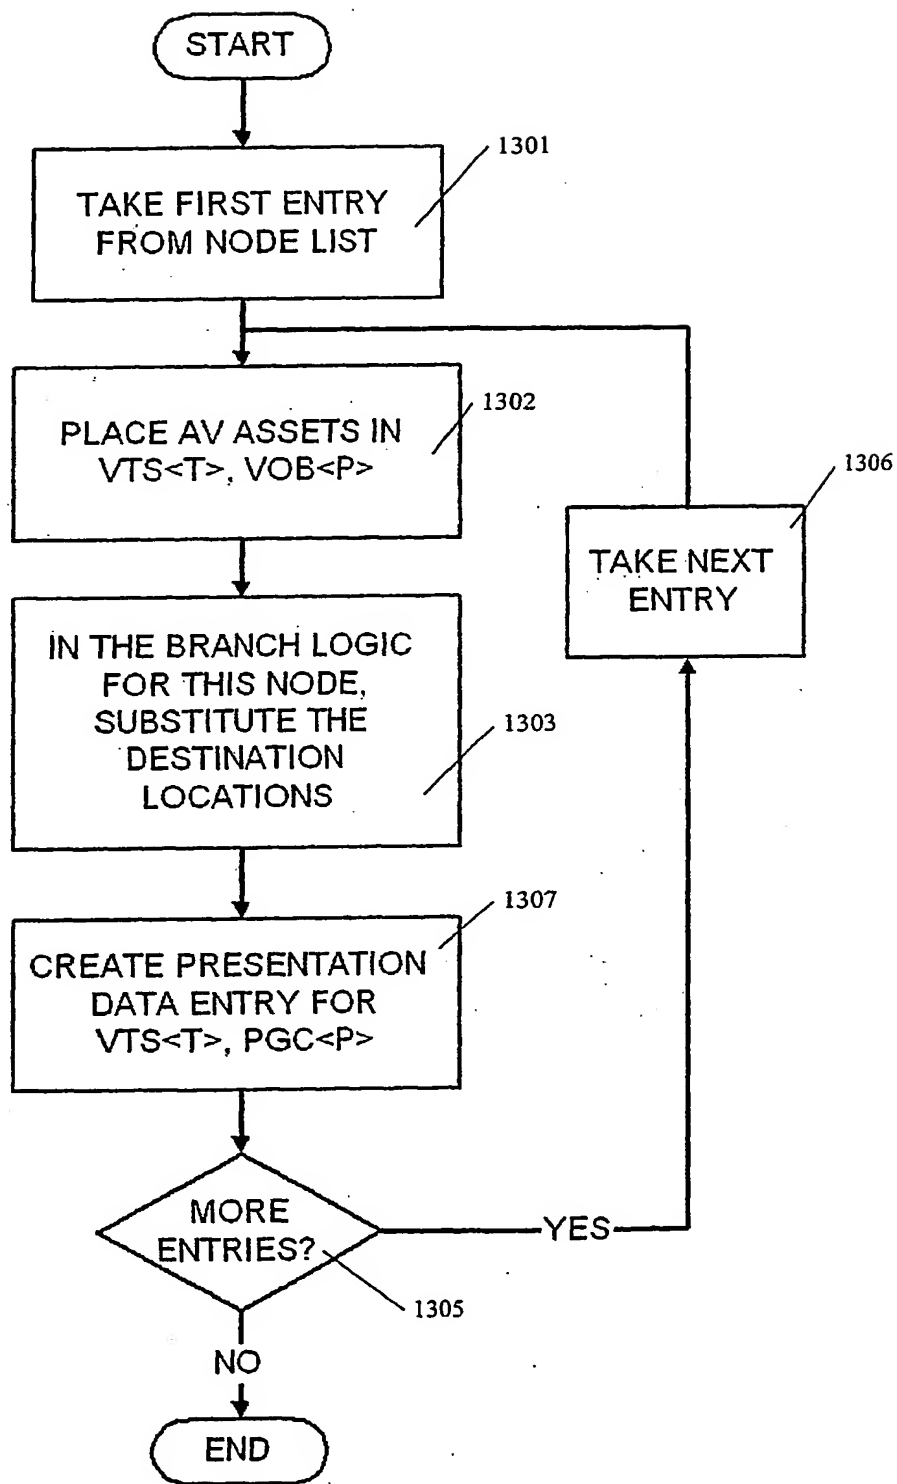 START
1301
TAKE FIRST ENTRY
FROM NODE LIST
1302
PLACE AV ASSETS IN
VTS<T>, VOB<P>
1306
TAKE NEXT
ENTRY
IN THE BRANCH LOGIC
FOR THIS NODE,
SUBSTITUTE THE
DESTINATION
LOCATIONS
1303
1307
CREATE PRESENTATION
DATA ENTRY FOR
VTS<T>, PGC<P>
MORE
ENTRIES?
YES
1305
NO
END